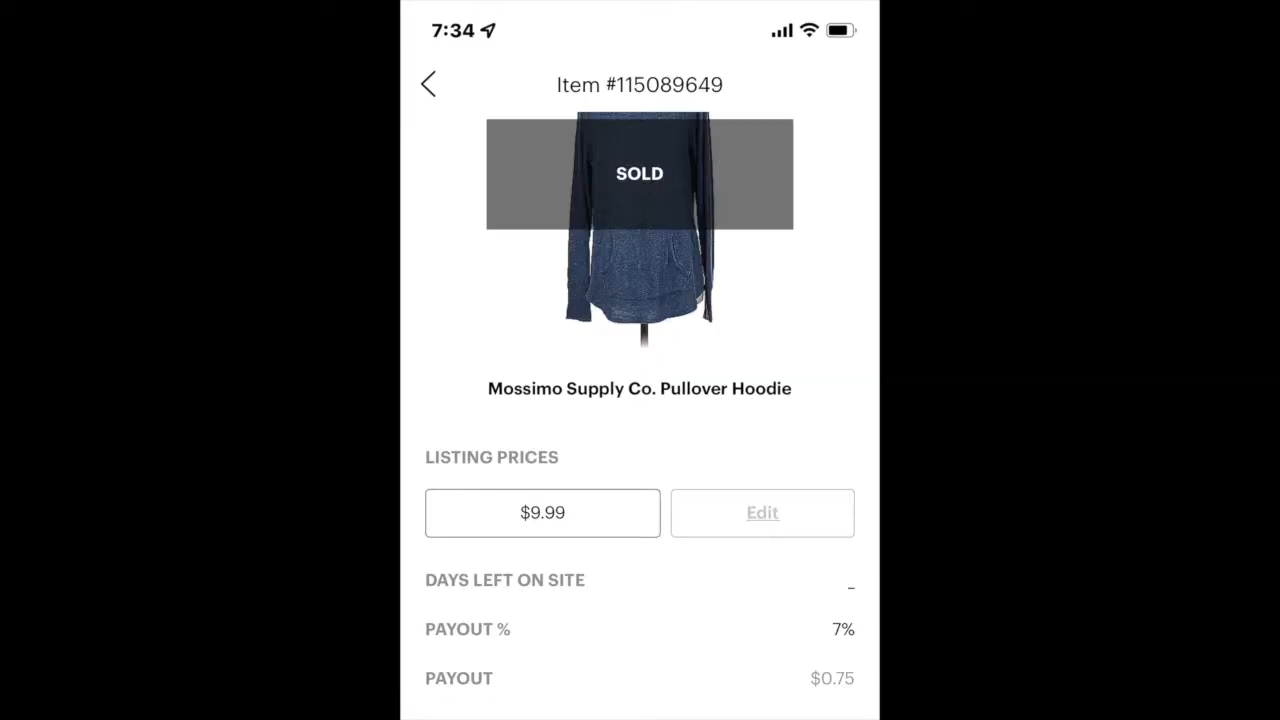 7:34
Item #115089649
SOLD
Mossimo Supply Co. Pullover Hoodie
LISTING PRICES
$9.99 Edit
DAYS LEFT ON SITE –
PAYOUT % 7%
PAYOUT $0.75